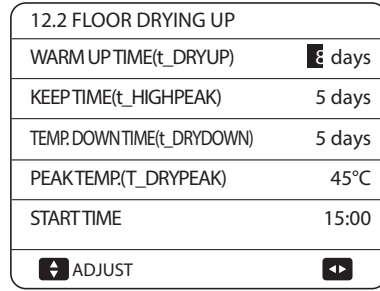 12.2 FLOOR DRYING UP
WARM UP TIME(t_DRYUP) 8 days
KEEP TIME(t_HIGHPEAK) 5 days
TEMP. DOWN TIME(t_DRYDOWN) 5 days
PEAK TEMP.(T_DRYPEAK) 45°C
START TIME 15:00
ADJUST